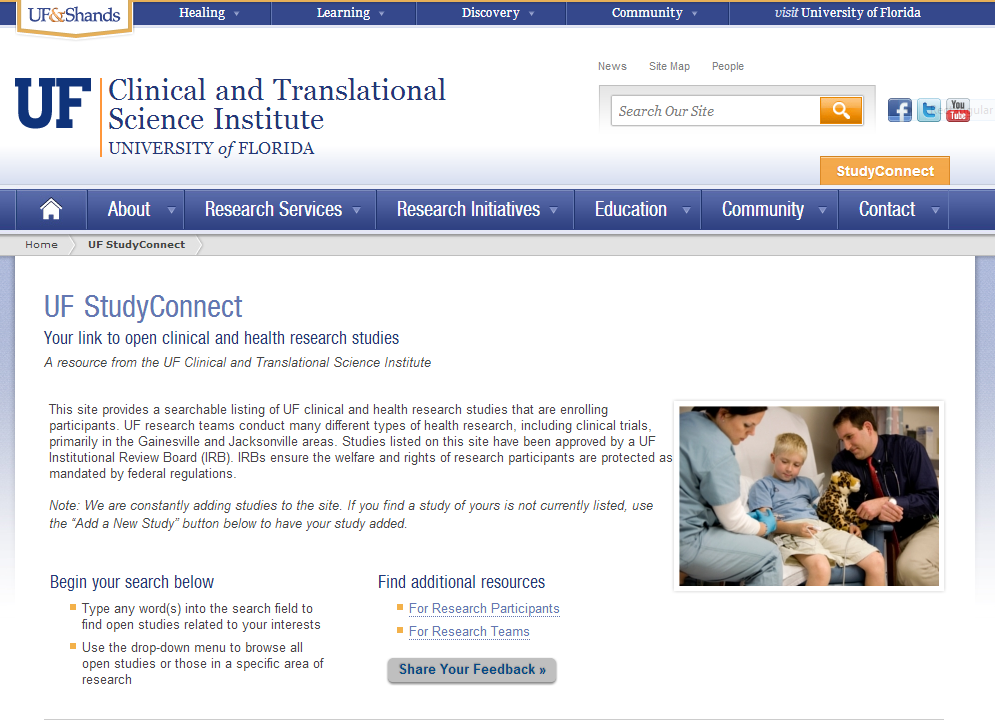 UF&Shands
Healing
Learning
Discovery
Community
visit University of Florida
News
Site Map
People
UF
Clinical and Translational
Science Institute
UNIVERSITY of FLORIDA
Search Our Site
f
t
You
Tube
StudyConnect
About
Research Services
Research Initiatives
Education
Community
Contact
Home
UF StudyConnect
UF StudyConnect
Your link to open clinical and health research studies
A resource from the UF Clinical and Translational Science Institute
This site provides a searchable listing of UF clinical and health research studies that are enrolling
participants. UF research teams conduct many different types of health research, including clinical trials,
primarily in the Gainesville and Jacksonville areas. Studies listed on this site have been approved by a UF
Institutional Review Board (IRB). IRBs ensure the welfare and rights of research participants are protected as
mandated by federal regulations.
Note: We are constantly adding studies to the site. If you find a study of yours is not currently listed, use
the “Add a New Study” button below to have your study added.
Begin your search below
Type any word(s) into the search field to
find open studies related to your interests
Use the drop-down menu to browse all
open studies or those in a specific area of
research
Find additional resources
For Research Participants
For Research Teams
Share Your Feedback »